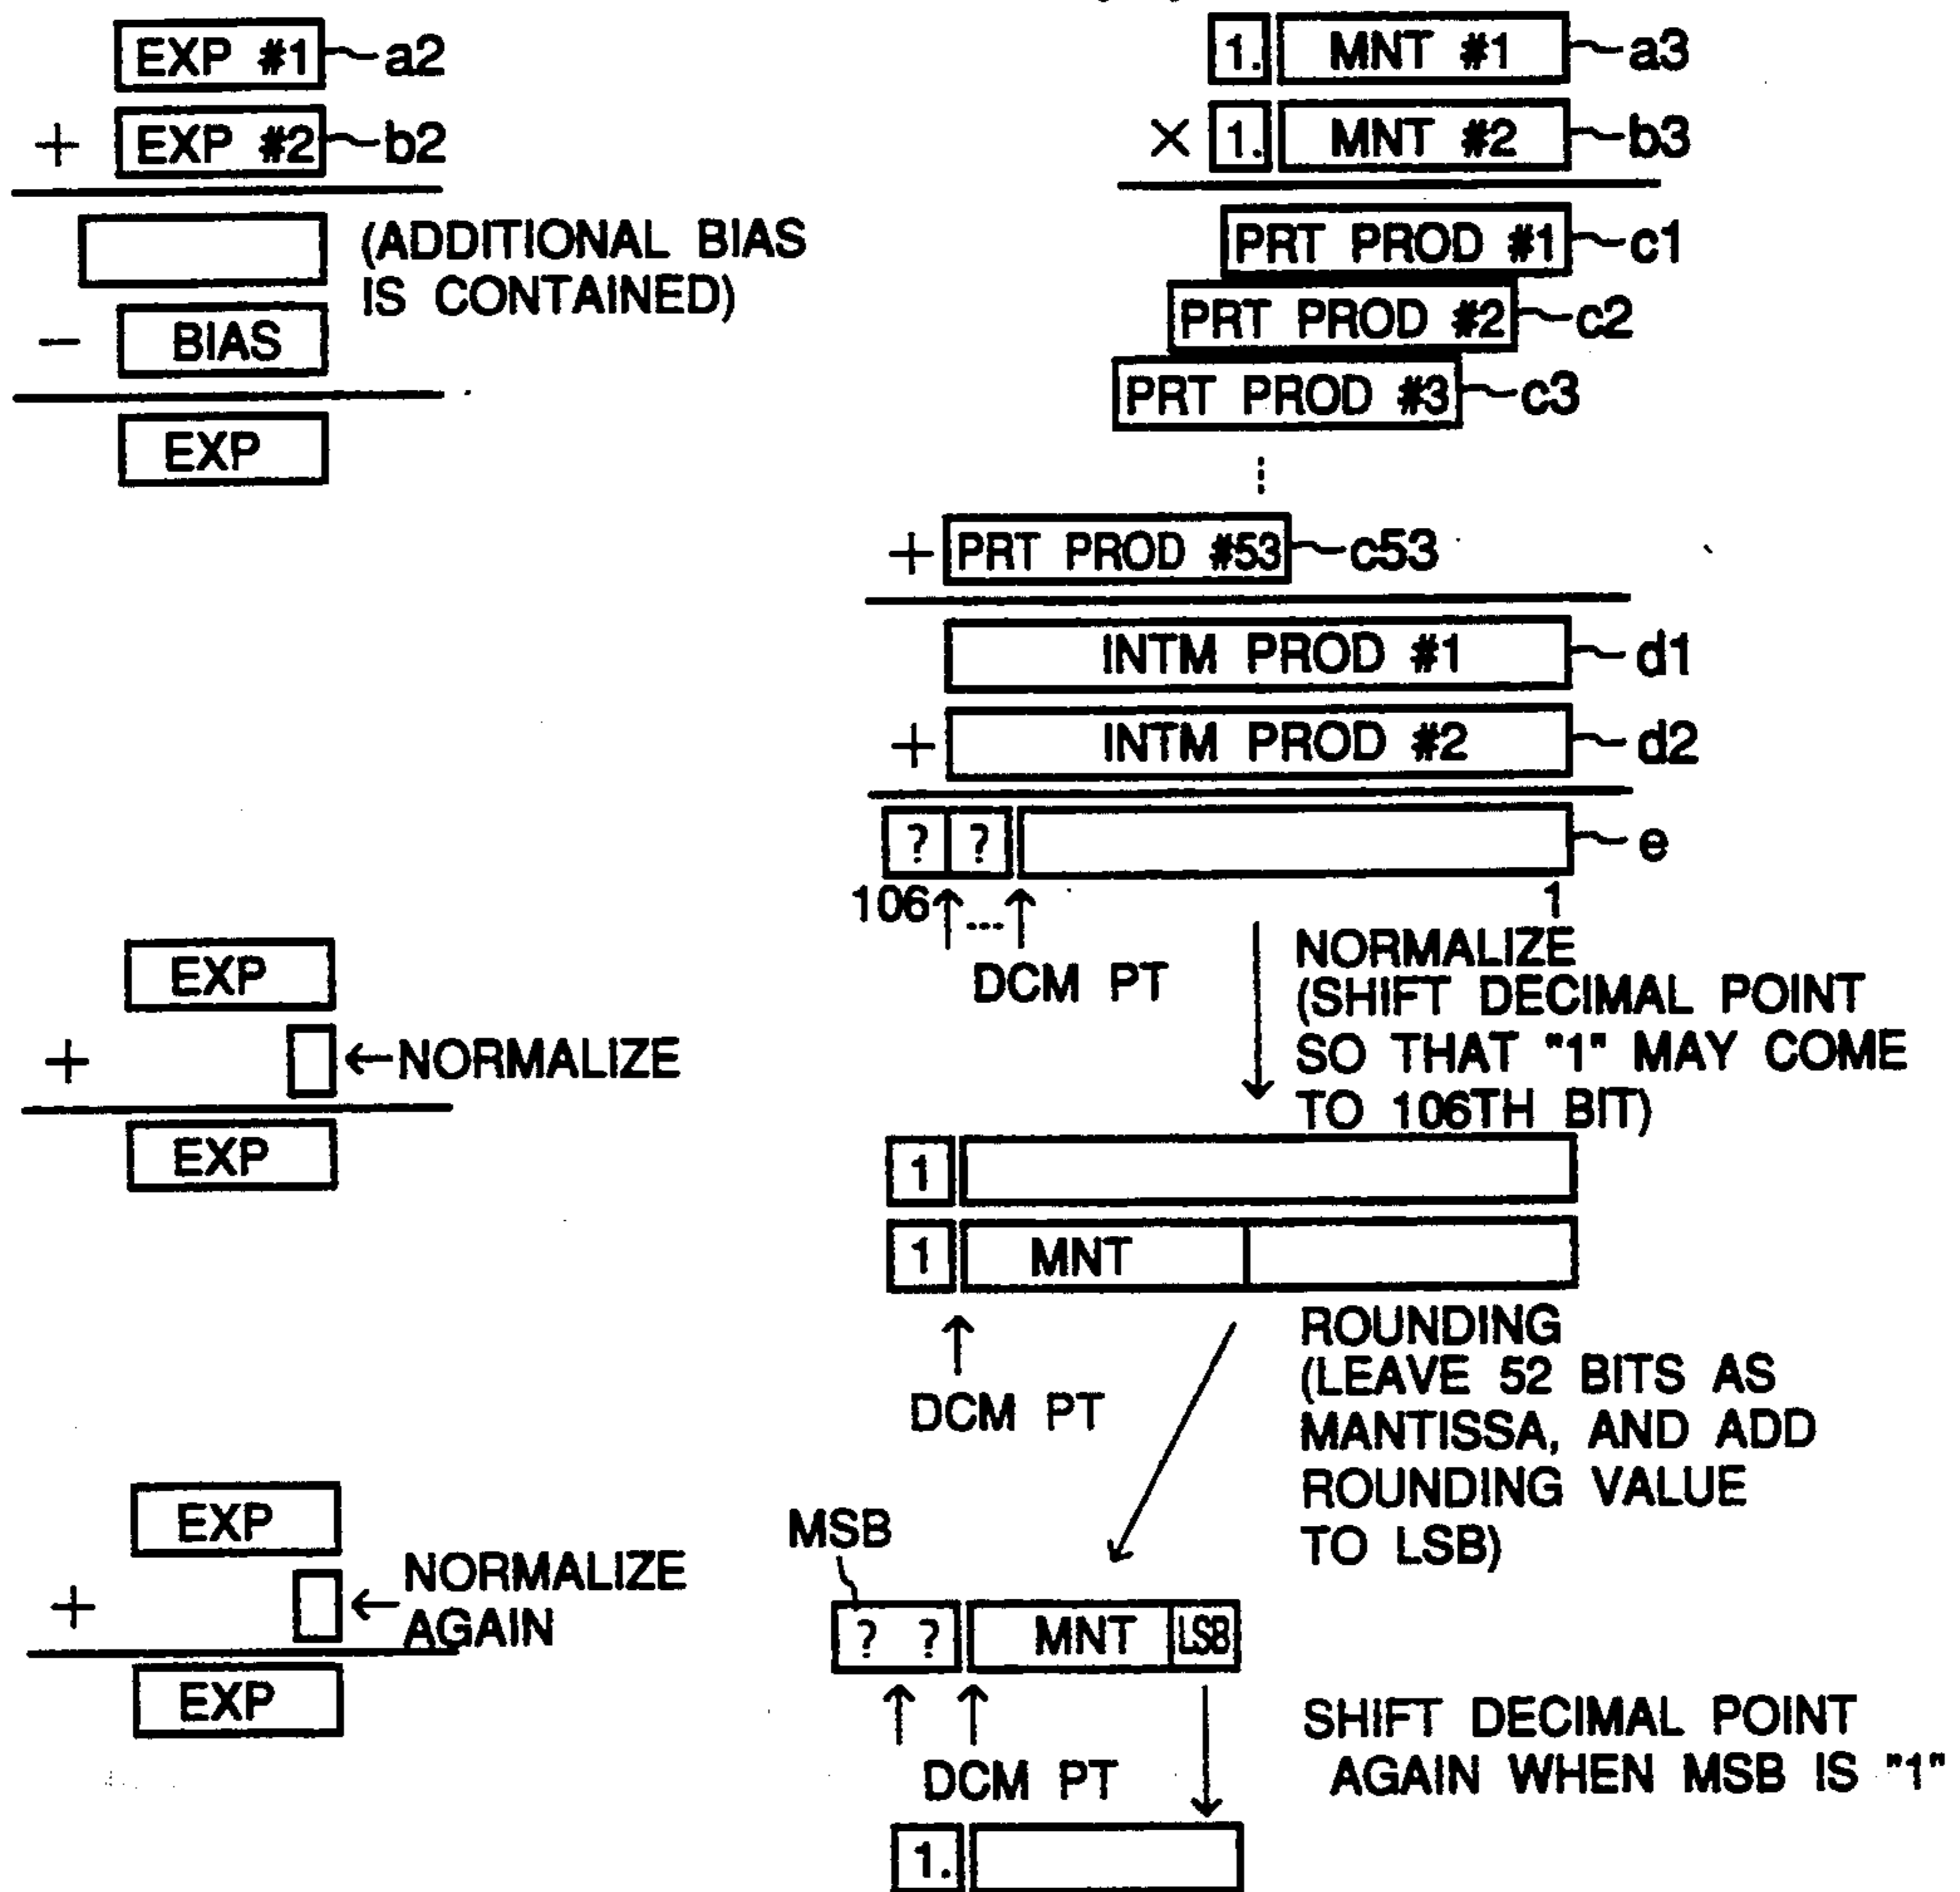 EXP #1 a2
+ EXP #2 b2
(ADDITIONAL BIAS
IS CONTAINED)
- BIAS
EXP
1. MNT #1 a3
× 1. MNT #2 b3
PRT PROD #1 c1
PRT PROD #2 c2
PRT PROD #3 c3
+ PRT PROD #53 c53
INTM PROD #1 d1
+ INTM PROD #2 d2
? ? e
106 ... 1
DCM PT
NORMALIZE
(SHIFT DECIMAL POINT
SO THAT "1" MAY COME
TO 106TH BIT)
EXP
+ NORMALIZE
EXP
1
1 MNT
DCM PT
ROUNDING
(LEAVE 52 BITS AS
MANTISSA, AND ADD
ROUNDING VALUE
TO LSB)
EXP
+ NORMALIZE
AGAIN
EXP
MSB
? ? MNT LSB
DCM PT
SHIFT DECIMAL POINT
AGAIN WHEN MSB IS "1"
1.